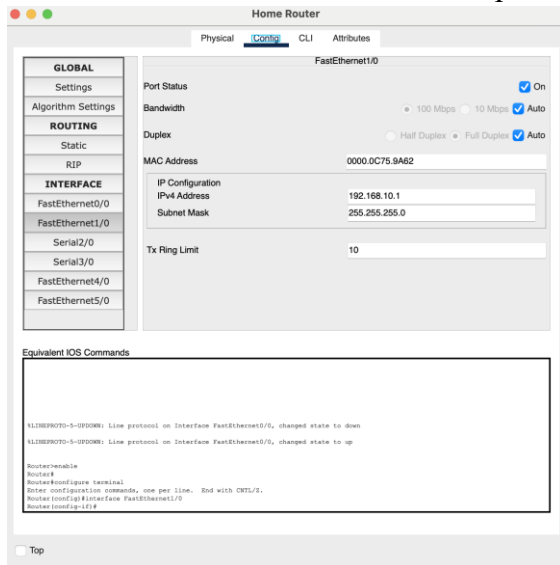 Home Router
Physical Config CLI Attributes
GLOBAL
Settings
Algorithm Settings
ROUTING
Static
RIP
INTERFACE
FastEthernet0/0
FastEthernet1/0
Serial2/0
Serial3/0
FastEthernet4/0
FastEthernet5/0
FastEthernet1/0
Port Status On
Bandwidth 100 Mbps 10 Mbps Auto
Duplex Half Duplex Full Duplex Auto
MAC Address 0000.0C75.9A62
IP Configuration
IPv4 Address 192.168.10.1
Subnet Mask 255.255.255.0
Tx Ring Limit 10
Equivalent IOS Commands
%LINEPROTO-5-UPDOWN: Line protocol on Interface FastEthernet0/0, changed state to down
%LINEPROTO-5-UPDOWN: Line protocol on Interface FastEthernet0/0, changed state to up
Router>enable
Router#
Router#configure terminal
Enter configuration commands, one per line. End with CNTL/Z.
Router(config)#interface FastEthernet1/0
Router(config-if)#
Top